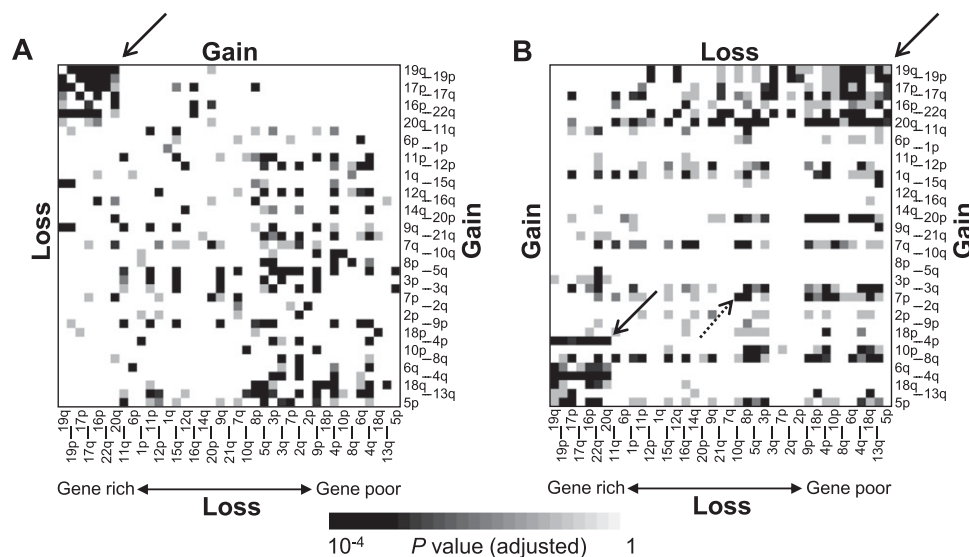 A
Gain
B
Loss
19q 19p
17p 17q
16p 22q
20q 11q
6p 1p
11p 12p
1q 15q
12q 16q
14q 20p
9q 21q
7q 10q
8p 5q
3p 3q
7p 2q
2p 9p
18p 4p
10p 8q
6q 4q
18q 13q
5p
19q 19p
17p 17q
16p 22q
20q 11q
6p 1p
11p 12p
1q 15q
12q 16q
14q 20p
9q 21q
7q 10q
8p 5q
3p 3q
7p 2q
2p 9p
18p 4p
10p 8q
6q 4q
18q 13q
5p
Loss
Gain
Gain
Gain
19q 17p 16p 20q 6p 11p 1q 12q 14q 9q 7q 8p 3p 7p 2p 18p 10p 6q 18q 5p
19p 17q 22q 11q 1p 12p 15q 16q 20p 21q 10q 5q 3q 2q 9p 4p 8q 4q 13q
19q 17p 16p 20q 6p 11p 1q 12q 14q 9q 7q 8p 3p 7p 2p 18p 10p 6q 18q 5p
19p 17q 22q 11q 1p 12p 15q 16q 20p 21q 10q 5q 3q 2q 9p 4p 8q 4q 13q
Gene rich Gene poor
Loss
Gene rich Gene poor
Loss
10-4 P value (adjusted) 1